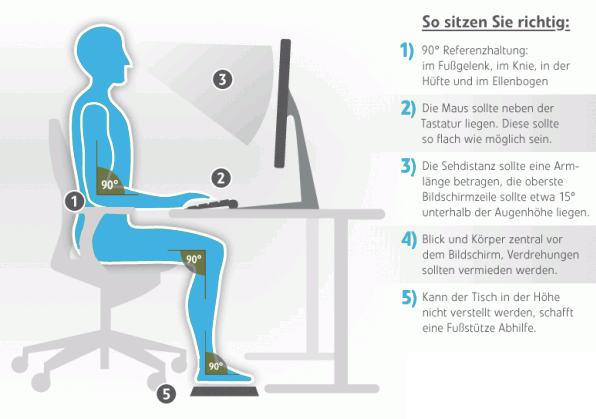 So sitzen Sie richtig:
1) 90° Referenzhaltung:
im Fußgelenk, im Knie, in der
Hüfte und im Ellenbogen
2) Die Maus sollte neben der
Tastatur liegen. Diese sollte
so flach wie möglich sein.
3) Die Sehdistanz sollte eine Arm-
länge betragen, die oberste
Bildschirmzeile sollte etwa 15°
unterhalb der Augenhöhe liegen.
4) Blick und Körper zentral vor
dem Bildschirm, Verdrehungen
sollten vermieden werden.
5) Kann der Tisch in der Höhe
nicht verstellt werden, schafft
eine Fußstütze Abhilfe.
3
2
90°
1
90°
90°
5